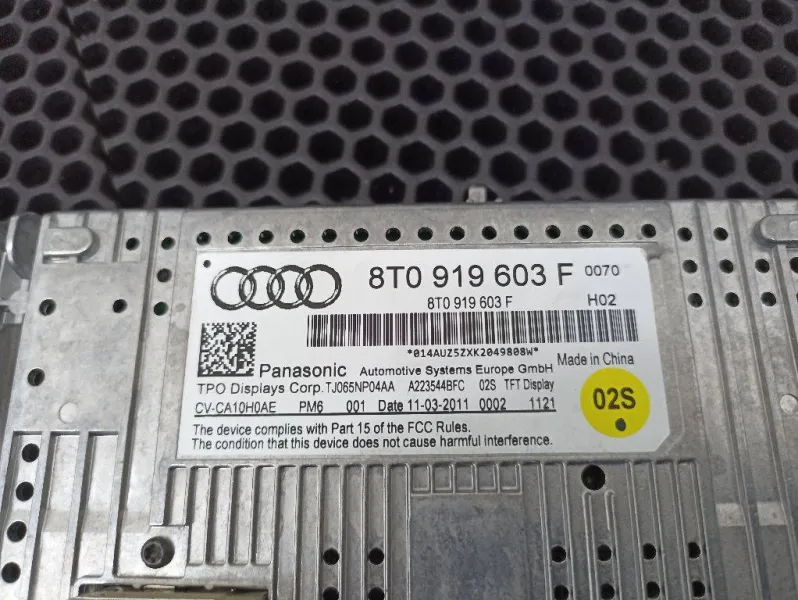 8T0 919 603 F 0070
8T0 919 603 F H02
*014AUZ5ZXK2049808W*
Panasonic Automotive Systems Europe GmbH Made in China
TPO Displays Corp. TJ065NP04AA A223544BFC 02S TFT Display
CV-CA10H0AE PM6 001 Date 11-03-2011 0002 1121
02S
The device complies with Part 15 of the FCC Rules.
The condition that this device does not cause harmful interference.